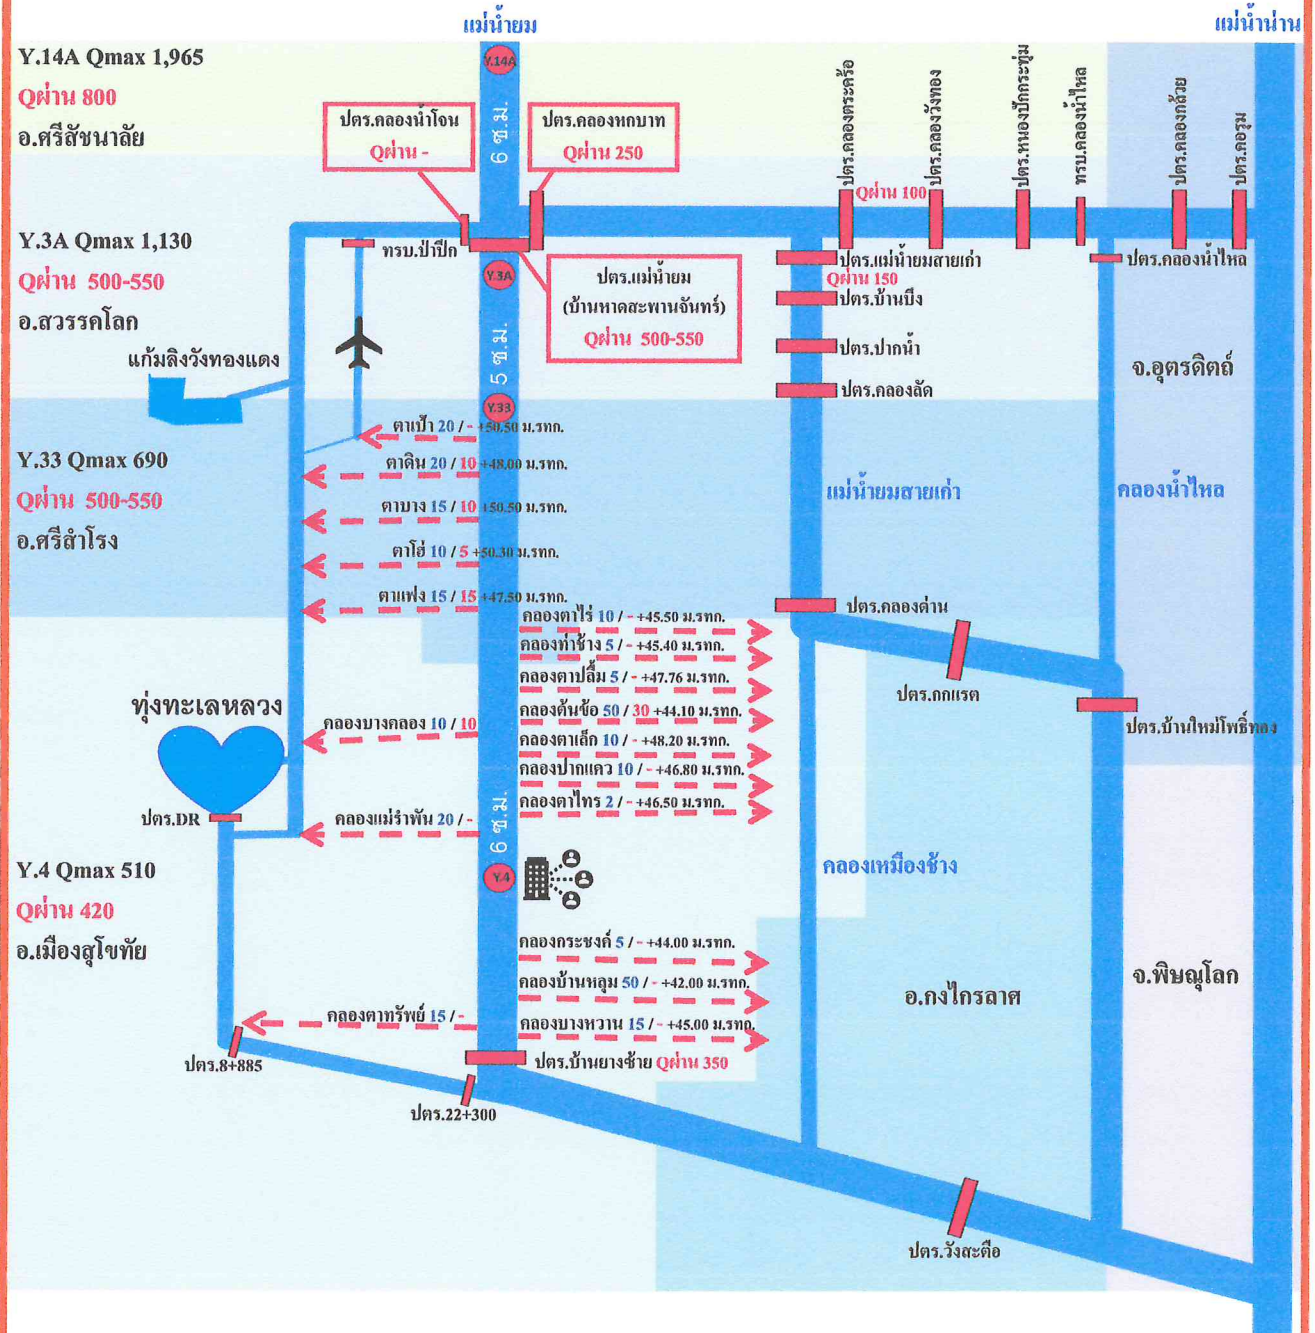 แม่น้ำยม
แม่น้ำน่าน
Y.14A Qmax 1,965
Qผ่าน 800
อ.ศรีสัชนาลัย
Y.14A
6 ช.ม.
ปตร.คลองน้ำโจน
Qผ่าน -
ปตร.คลองหกบาท
Qผ่าน 250
ปตร.คลองตะคร้อ
Qผ่าน 100
ปตร.คลองวังทอง
ปตร.หนองปักกระทุ่ม
ทรบ.คลองน้ำไหล
ปตร.คลองกล้วย
ปตร.คอรุม
Y.3A Qmax 1,130
Qผ่าน 500-550
อ.สวรรคโลก
ทรบ.ป่าปีก
Y.3A
ปตร.แม่น้ำยม
(บ้านหาดสะพานจันทร์)
Qผ่าน 500-550
ปตร.แม่น้ำยมสายเก่า
Qผ่าน 150
ปตร.บ้านบึง
ปตร.ปากน้ำ
ปตร.คลองลัด
ปตร.คลองน้ำไหล
จ.อุตรดิตถ์
แก้มลิงวังทองแดง
5 ช.ม.
Y.33
Y.33 Qmax 690
Qผ่าน 500-550
อ.ศรีสำโรง
ตาเป้า 20 / - +50.50 ม.รทก.
ตาดิน 20 / 10 +48.00 ม.รทก.
ตาบาง 15 / 10 +50.50 ม.รทก.
ตาโฮ่ 10 / 5 +50.30 ม.รทก.
ตาแฟง 15 / 15 +47.50 ม.รทก.
แม่น้ำยมสายเก่า
คลองน้ำไหล
ปตร.คลองด่าน
คลองตาไร่ 10 / - +45.50 ม.รทก.
คลองท่าช้าง 5 / - +45.40 ม.รทก.
คลองตาปลื้ม 5 / - +47.76 ม.รทก.
คลองต้นข้อ 50 / 30 +44.10 ม.รทก.
คลองตาเล็ก 10 / - +48.20 ม.รทก.
คลองปากแคว 10 / - +46.80 ม.รทก.
คลองตาไทร 2 / - +46.50 ม.รทก.
ปตร.กกแรต
ปตร.บ้านใหม่โพธิ์ทอง
ทุ่งทะเลหลวง
คลองบางคลอง 10 / 10
ปตร.DR
คลองแม่รำพัน 20 / -
6 ช.ม.
Y.4
Y.4 Qmax 510
Qผ่าน 420
อ.เมืองสุโขทัย
คลองเหมืองช้าง
คลองกระชงค์ 5 / - +44.00 ม.รทก.
คลองบ้านหลุม 50 / - +42.00 ม.รทก.
คลองบางหวาน 15 / - +45.00 ม.รทก.
อ.กงไกรลาศ
จ.พิษณุโลก
คลองตาทรัพย์ 15 / -
ปตร.8+885
ปตร.บ้านยางซ้าย Qผ่าน 350
ปตร.22+300
ปตร.วังสะตือ